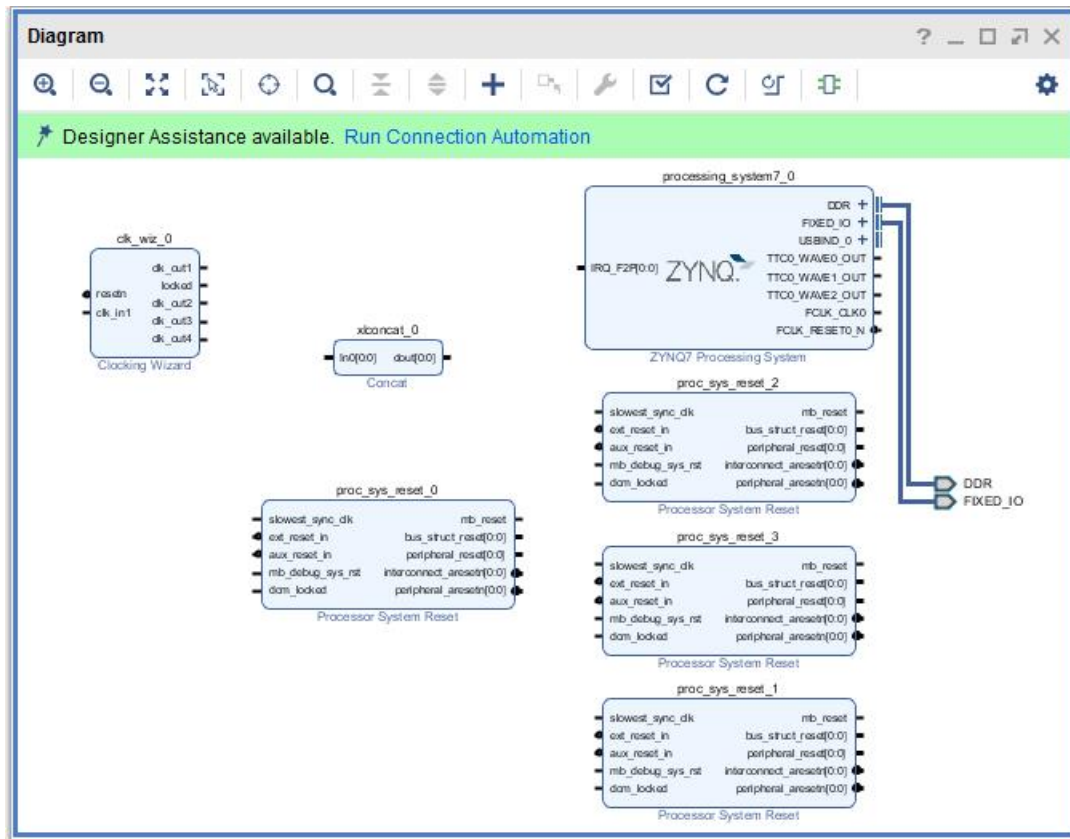 Diagram
Designer Assistance available. Run Connection Automation
processing_system7_0
DDR
FIXED_IO
USBIND_0
TTC0_WAVE0_OUT
IRQ_F2P[0:0]
ZYNQ
TTC0_WAVE1_OUT
TTC0_WAVE2_OUT
FCLK_CLK0
FCLK_RESET0_N
ZYNQ7 Processing System
clk_wiz_0
clk_out1
locked
resetn
clk_out2
clk_in1
clk_out3
clk_out4
Clocking Wizard
xlconcat_0
In0[0:0] dout[0:0]
Concat
proc_sys_reset_2
slowest_sync_clk mb_reset
ext_reset_in bus_struct_reset[0:0]
aux_reset_in peripheral_reset[0:0]
mb_debug_sys_rst interconnect_aresetn[0:0]
dcm_locked peripheral_aresetn[0:0]
Processor System Reset
DDR
FIXED_IO
proc_sys_reset_0
slowest_sync_clk mb_reset
ext_reset_in bus_struct_reset[0:0]
aux_reset_in peripheral_reset[0:0]
mb_debug_sys_rst interconnect_aresetn[0:0]
dcm_locked peripheral_aresetn[0:0]
Processor System Reset
proc_sys_reset_3
slowest_sync_clk mb_reset
ext_reset_in bus_struct_reset[0:0]
aux_reset_in peripheral_reset[0:0]
mb_debug_sys_rst interconnect_aresetn[0:0]
dcm_locked peripheral_aresetn[0:0]
Processor System Reset
proc_sys_reset_1
slowest_sync_clk mb_reset
ext_reset_in bus_struct_reset[0:0]
aux_reset_in peripheral_reset[0:0]
mb_debug_sys_rst interconnect_aresetn[0:0]
dcm_locked peripheral_aresetn[0:0]
Processor System Reset